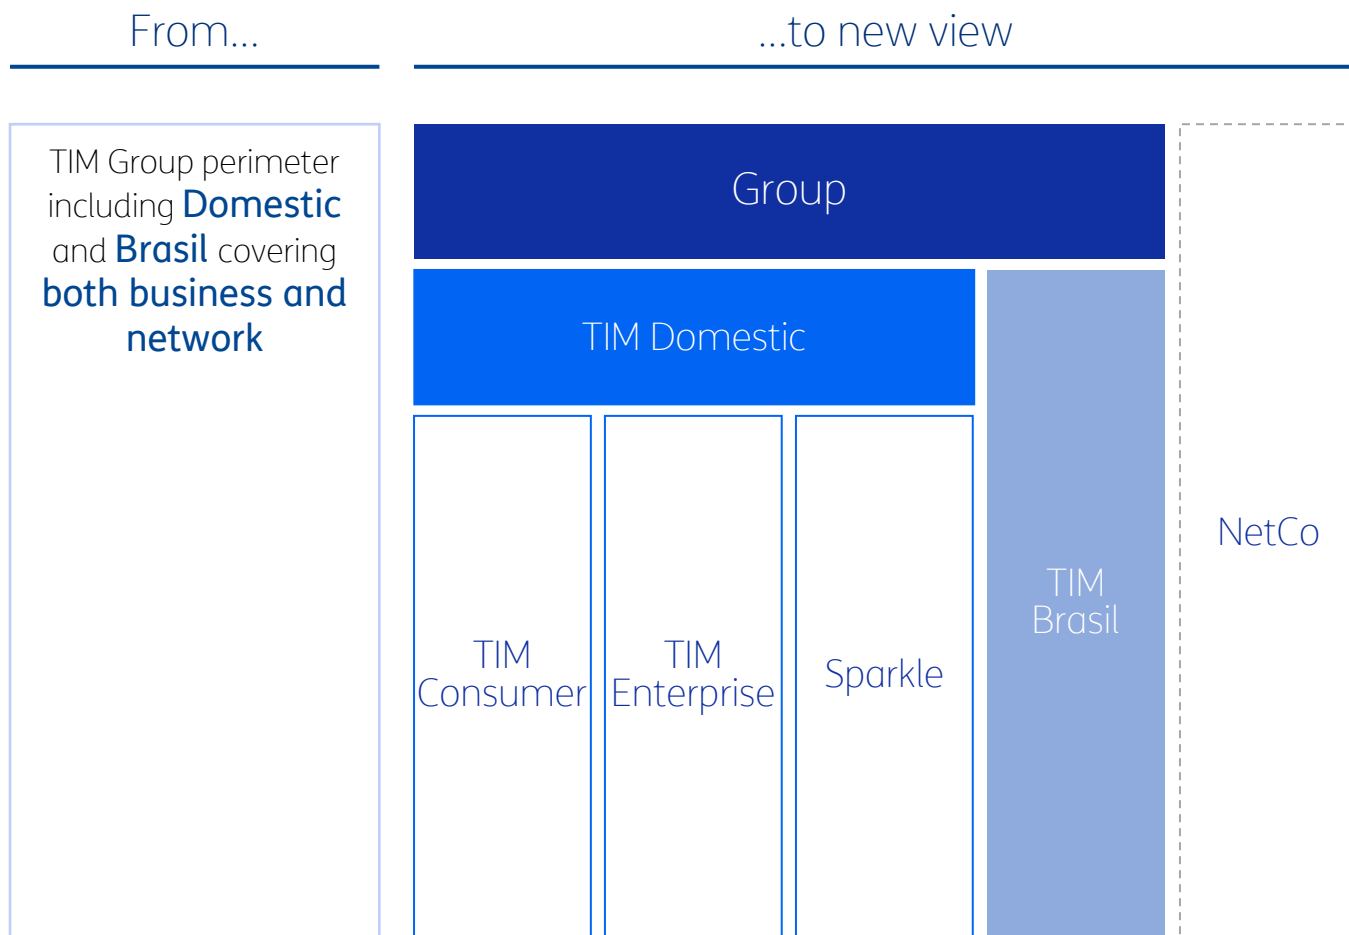 From...
...to new view
TIM Group perimeter
including Domestic
and Brasil covering
both business and
network
Group
TIM Domestic
TIM
Consumer
TIM
Enterprise
Sparkle
TIM
Brasil
NetCo